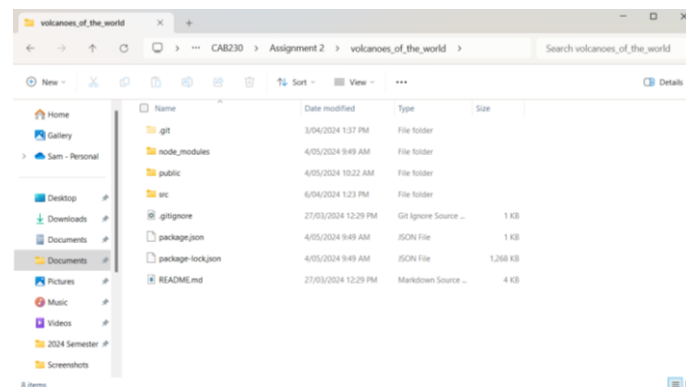 volcanoes_of_the_world
CAB230 > Assignment 2 > volcanoes_of_the_world > Search volcanoes_of_the_world
New Sort View Details
Name Date modified Type Size
Home
Gallery
Sam - Personal
Desktop
Downloads
Documents
Documents
Pictures
Music
Videos
2024 Semester
Screenshots
.git 3/04/2024 1:37 PM File folder
node_modules 4/05/2024 9:49 AM File folder
public 4/05/2024 10:22 AM File folder
src 6/04/2024 1:23 PM File folder
.gitignore 27/03/2024 12:29 PM Git Ignore Source ... 1 KB
package.json 4/05/2024 9:49 AM JSON File 1 KB
package-lock.json 4/05/2024 9:49 AM JSON File 1,268 KB
README.md 27/03/2024 12:29 PM Markdown Source ... 4 KB
8 items